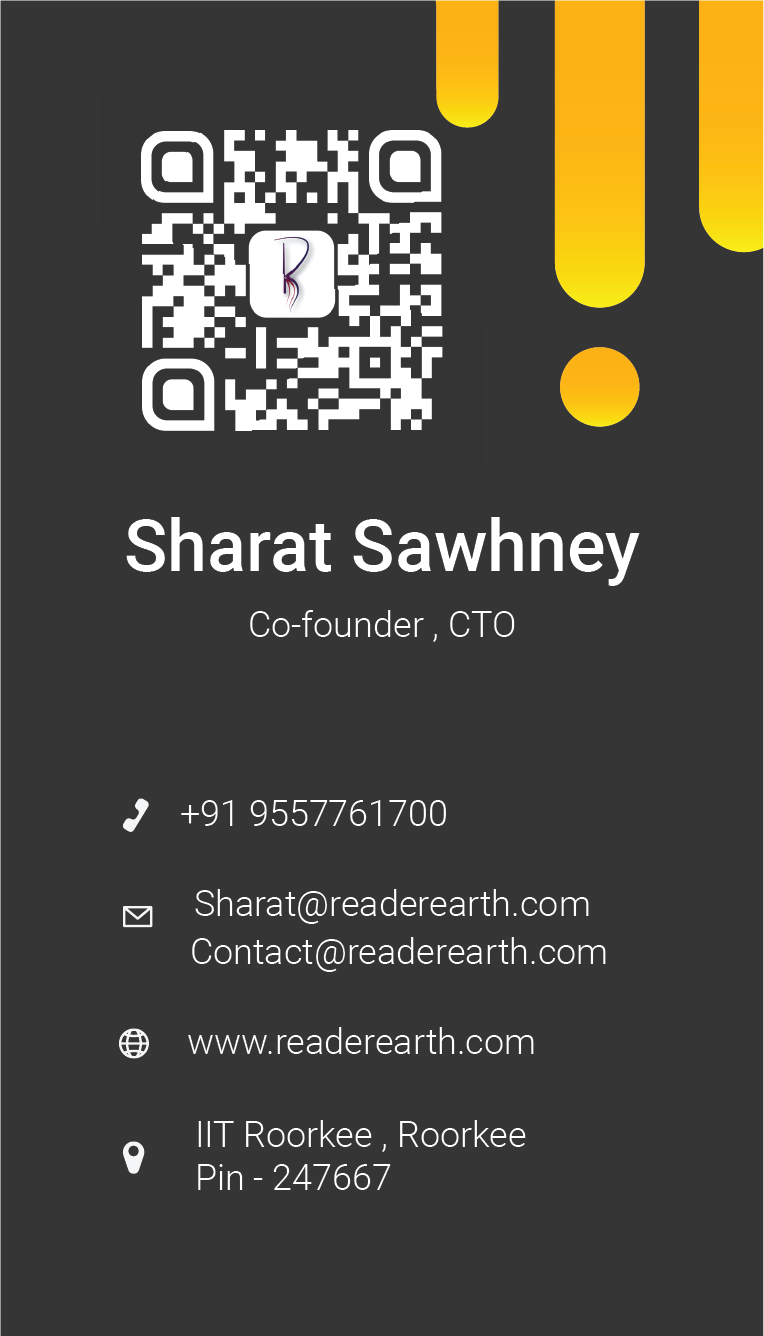 Sharat Sawhney
Co-founder , CTO
+91 9557761700
Sharat@readerearth.com
Contact@readerearth.com
www.readerearth.com
IIT Roorkee , Roorkee
Pin - 247667